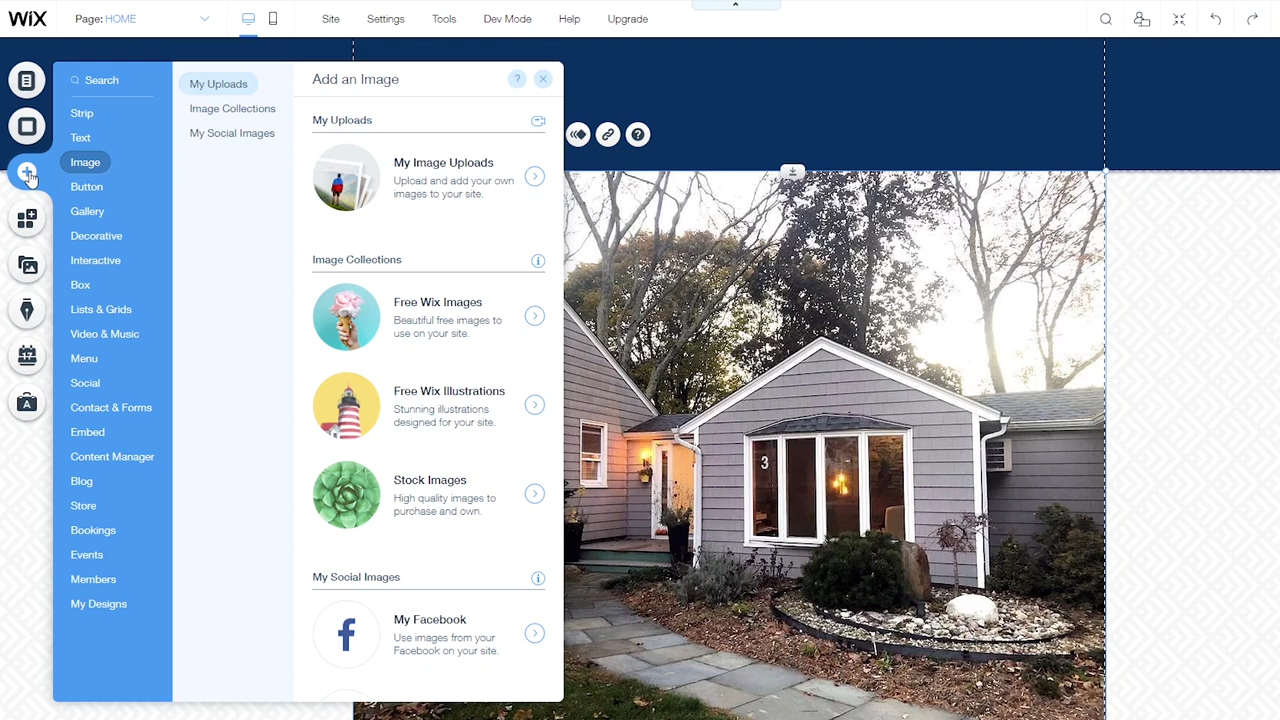 WiX
Page: HOME
Site
Settings
Tools
Dev Mode
Help
Upgrade
Search
Strip
Text
Image
Button
Gallery
Decorative
Interactive
Box
Lists & Grids
Video & Music
Menu
Social
Contact & Forms
Embed
Content Manager
Blog
Store
Bookings
Events
Members
My Designs
My Uploads
Image Collections
My Social Images
Add an Image
?
My Uploads
My Image Uploads
Upload and add your own
images to your site.
Image Collections
Free Wix Images
Beautiful free images to
use on your site.
Free Wix Illustrations
Stunning illustrations
designed for your site.
Stock Images
High quality images to
purchase and own.
My Social Images
My Facebook
Use images from your
Facebook on your site.
?
3
A